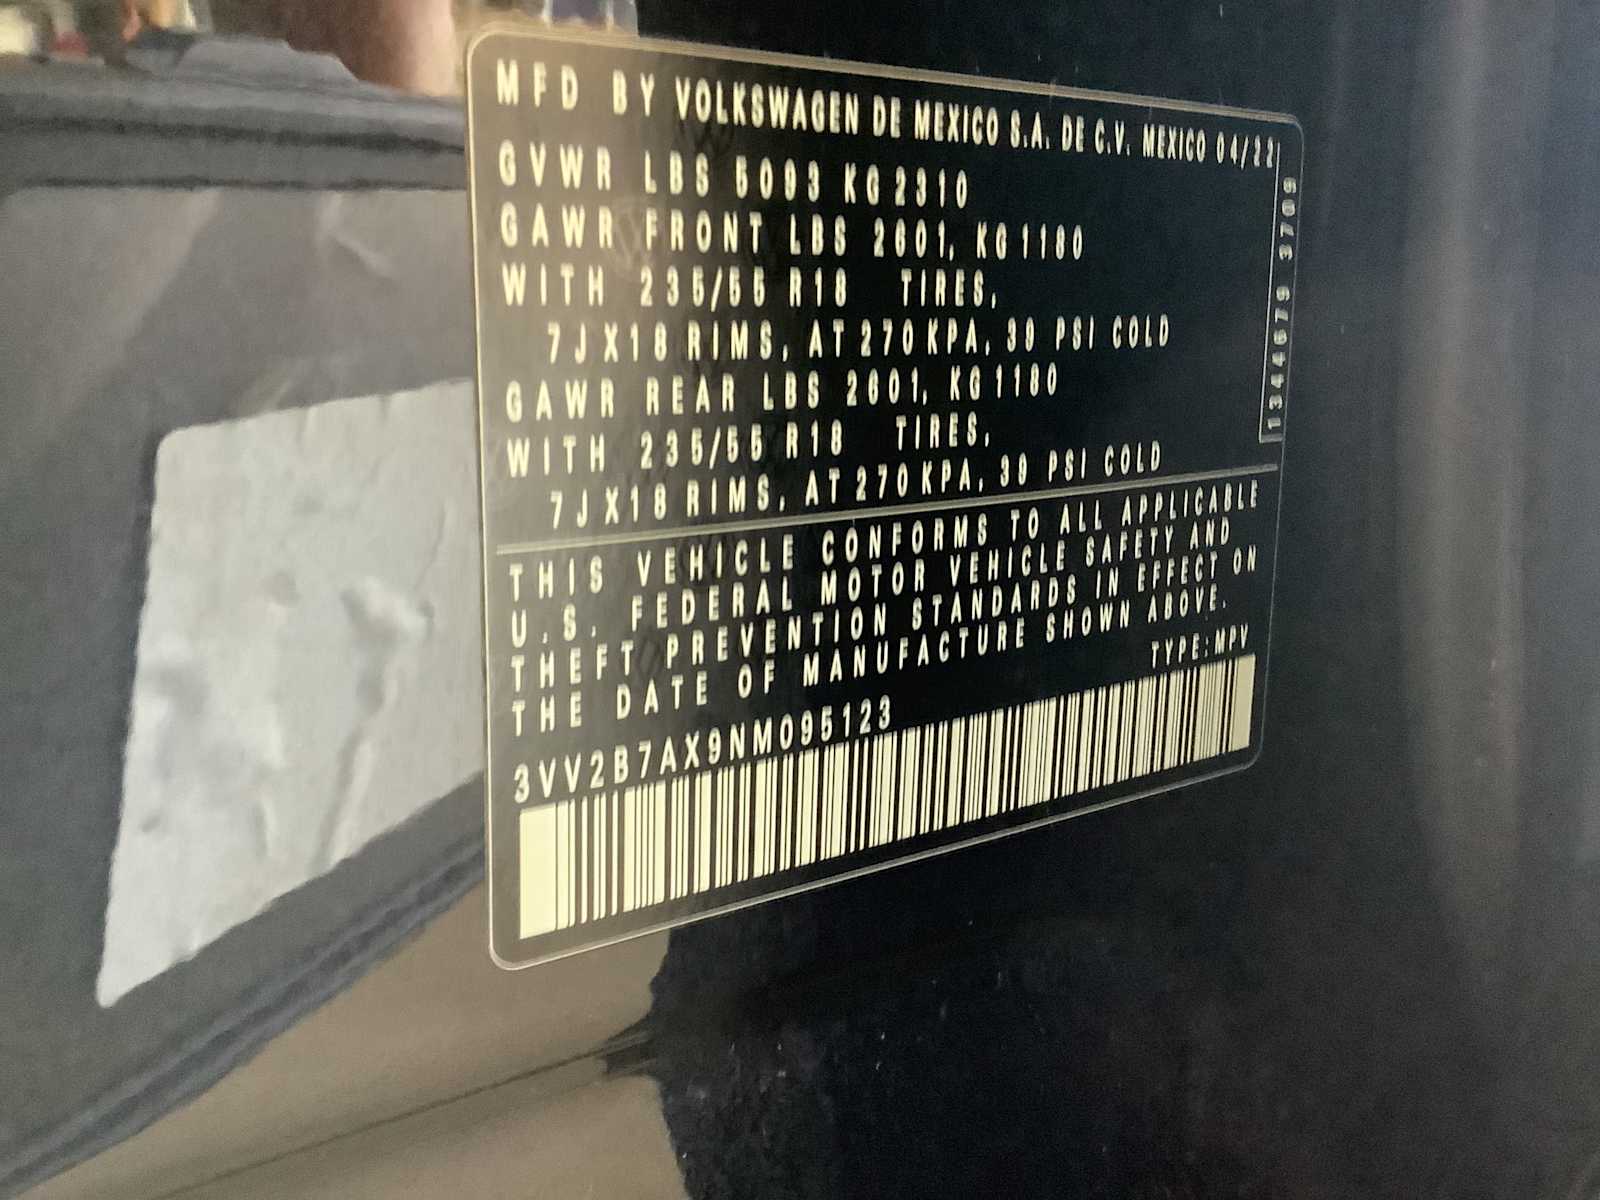 MFD BY VOLKSWAGEN DE MEXICO S.A. DE C.V. MEXICO 04/22
GVWR LBS 5093 KG 2310
GAWR FRONT LBS 2601, KG 1180
WITH 235/55 R18 TIRES,
7JX18 RIMS, AT 270 KPA, 39 PSI COLD
GAWR REAR LBS 2601, KG 1180
WITH 235/55 R18 TIRES,
7JX18 RIMS, AT 270 KPA, 39 PSI COLD
1344679 3709
THIS VEHICLE CONFORMS TO ALL APPLICABLE
U.S. FEDERAL MOTOR VEHICLE SAFETY AND
THEFT PREVENTION STANDARDS IN EFFECT ON
THE DATE OF MANUFACTURE SHOWN ABOVE.
TYPE:MPV
3VV2B7AX9NM095123